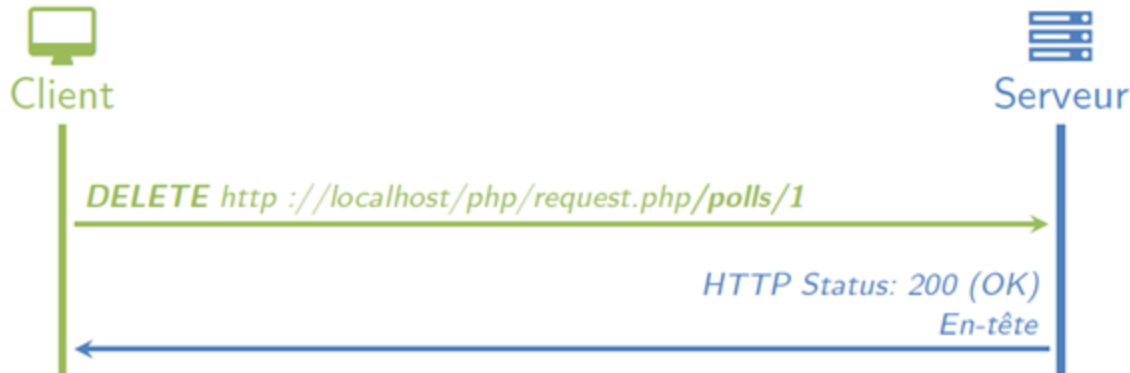 Client
Serveur
DELETE http ://localhost/php/request.php/polls/1
HTTP Status: 200 (OK)
En-tête